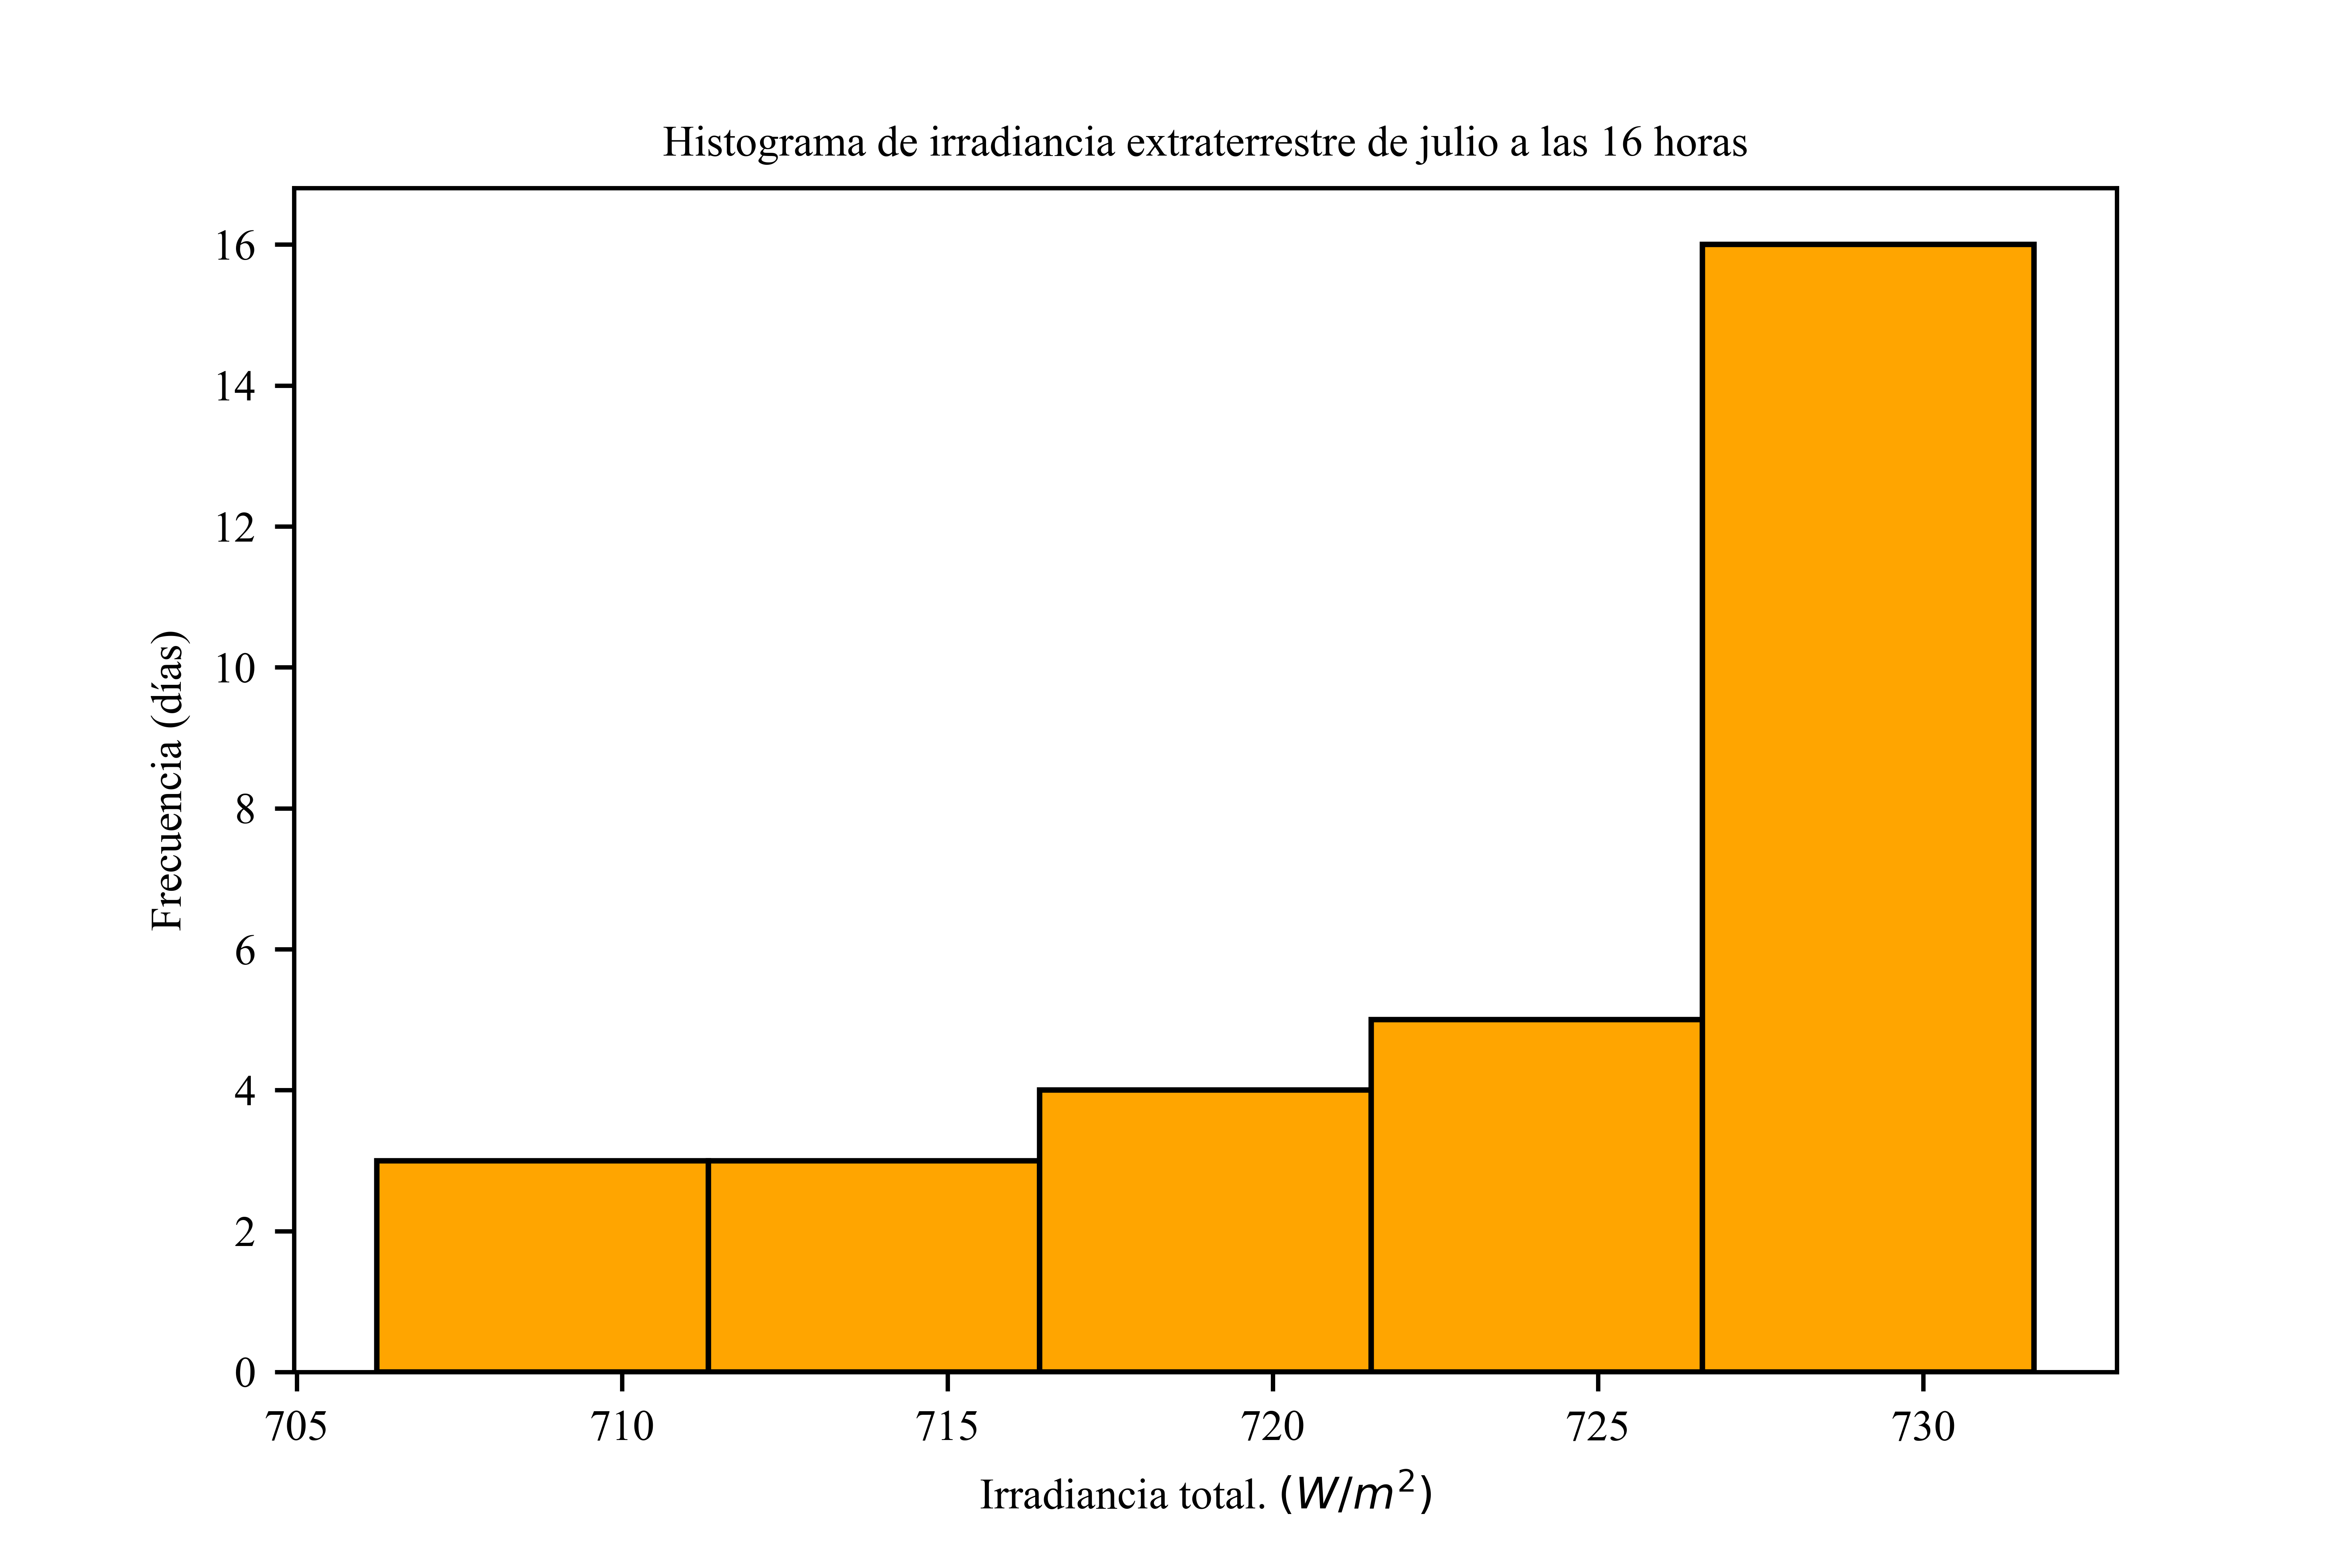 Histograma de irradiancia extraterrestre de julio a las 16 horas
Frecuencia (días)
16
14
12
10
8
6
4
2
0
705 710 715 720 725 730
Irradiancia total. (W/m²)